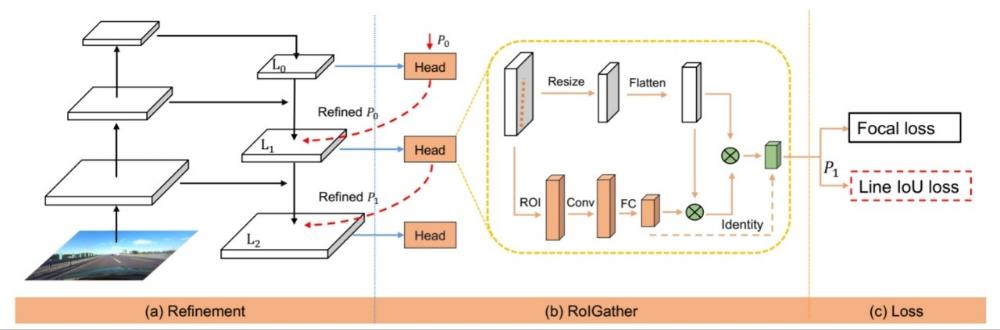 P₀
L₀
Head
Refined P₀
L₁
Head
Refined P₁
L₂
Head
Resize
Flatten
ROI
Conv
FC
Identity
P₁
Focal loss
Line IoU loss
(a) Refinement
(b) RoIGather
(c) Loss